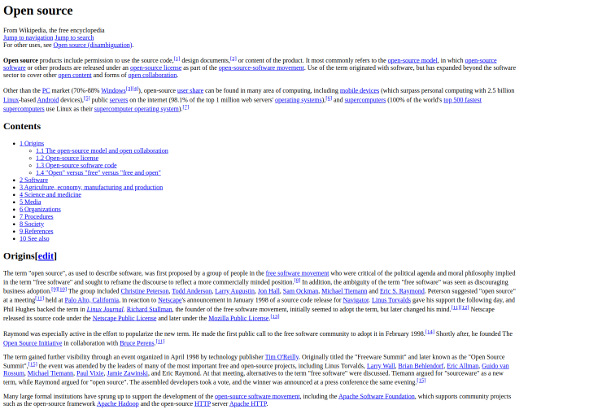 Open source
From Wikipedia, the free encyclopedia
Jump to navigation Jump to search
For other uses, see Open source (disambiguation).
Open source products include permission to use the source code,[1] design documents,[2] or content of the product. It most commonly refers to the open-source model, in which open-source
software or other products are released under an open-source license as part of the open-source-software movement. Use of the term originated with software, but has expanded beyond the software
sector to cover other open content and forms of open collaboration.
Other than the PC market (70%-88% Windows[3][4]), open-source user share can be found in many area of computing, including mobile devices (which surpass personal computing with 2.5 billion
Linux-based Android devices),[5] public servers on the internet (98.1% of the top 1 million web servers' operating systems),[6] and supercomputers (100% of the world's top 500 fastest
supercomputers use Linux as their supercomputer operating system).[7]
Contents
1 Origins
1.1 The open-source model and open collaboration
1.2 Open-source license
1.3 Open-source software code
1.4 "Open" versus "free" versus "free and open"
2 Software
3 Agriculture, economy, manufacturing and production
4 Science and medicine
5 Media
6 Organizations
7 Procedures
8 Society
9 References
10 See also
Origins[edit]
The term "open source", as used to describe software, was first proposed by a group of people in the free software movement who were critical of the political agenda and moral philosophy implied
in the term "free software" and sought to reframe the discourse to reflect a more commercially minded position.[8] In addition, the ambiguity of the term "free software" was seen as discouraging
business adoption.[9][10] The group included Christine Peterson, Todd Anderson, Larry Augustin, Jon Hall, Sam Ockman, Michael Tiemann and Eric S. Raymond. Peterson suggested "open source"
at a meeting[11] held at Palo Alto, California, in reaction to Netscape's announcement in January 1998 of a source code release for Navigator. Linus Torvalds gave his support the following day, and
Phil Hughes backed the term in Linux Journal. Richard Stallman, the founder of the free software movement, initially seemed to adopt the term, but later changed his mind.[11][12] Netscape
released its source code under the Netscape Public License and later under the Mozilla Public License.[13]
Raymond was especially active in the effort to popularize the new term. He made the first public call to the free software community to adopt it in February 1998.[14] Shortly after, he founded The
Open Source Initiative in collaboration with Bruce Perens.[11]
The term gained further visibility through an event organized in April 1998 by technology publisher Tim O'Reilly. Originally titled the "Freeware Summit" and later known as the "Open Source
Summit",[15] the event was attended by the leaders of many of the most important free and open-source projects, including Linus Torvalds, Larry Wall, Brian Behlendorf, Eric Allman, Guido van
Rossum, Michael Tiemann, Paul Vixie, Jamie Zawinski, and Eric Raymond. At that meeting, alternatives to the term "free software" were discussed. Tiemann argued for "sourceware" as a new
term, while Raymond argued for "open source". The assembled developers took a vote, and the winner was announced at a press conference the same evening.[15]
Many large formal institutions have sprung up to support the development of the open-source software movement, including the Apache Software Foundation, which supports community projects
such as the open-source framework Apache Hadoop and the open-source HTTP server Apache HTTP.